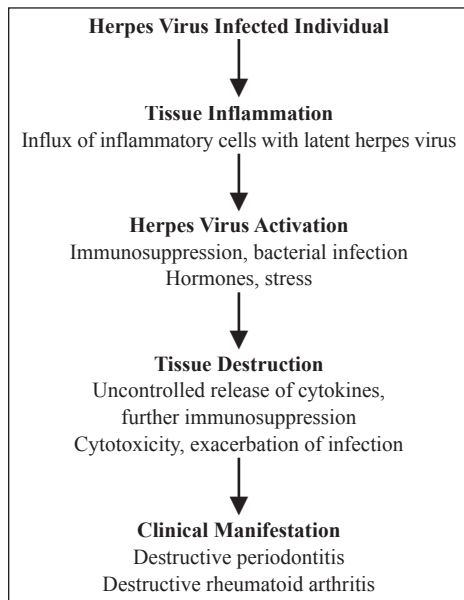 Herpes Virus Infected Individual
Tissue Inflammation
Influx of inflammatory cells with latent herpes virus
Herpes Virus Activation
Immunosuppression, bacterial infection
Hormones, stress
Tissue Destruction
Uncontrolled release of cytokines,
further immunosuppression
Cytotoxicity, exacerbation of infection
Clinical Manifestation
Destructive periodontitis
Destructive rheumatoid arthritis